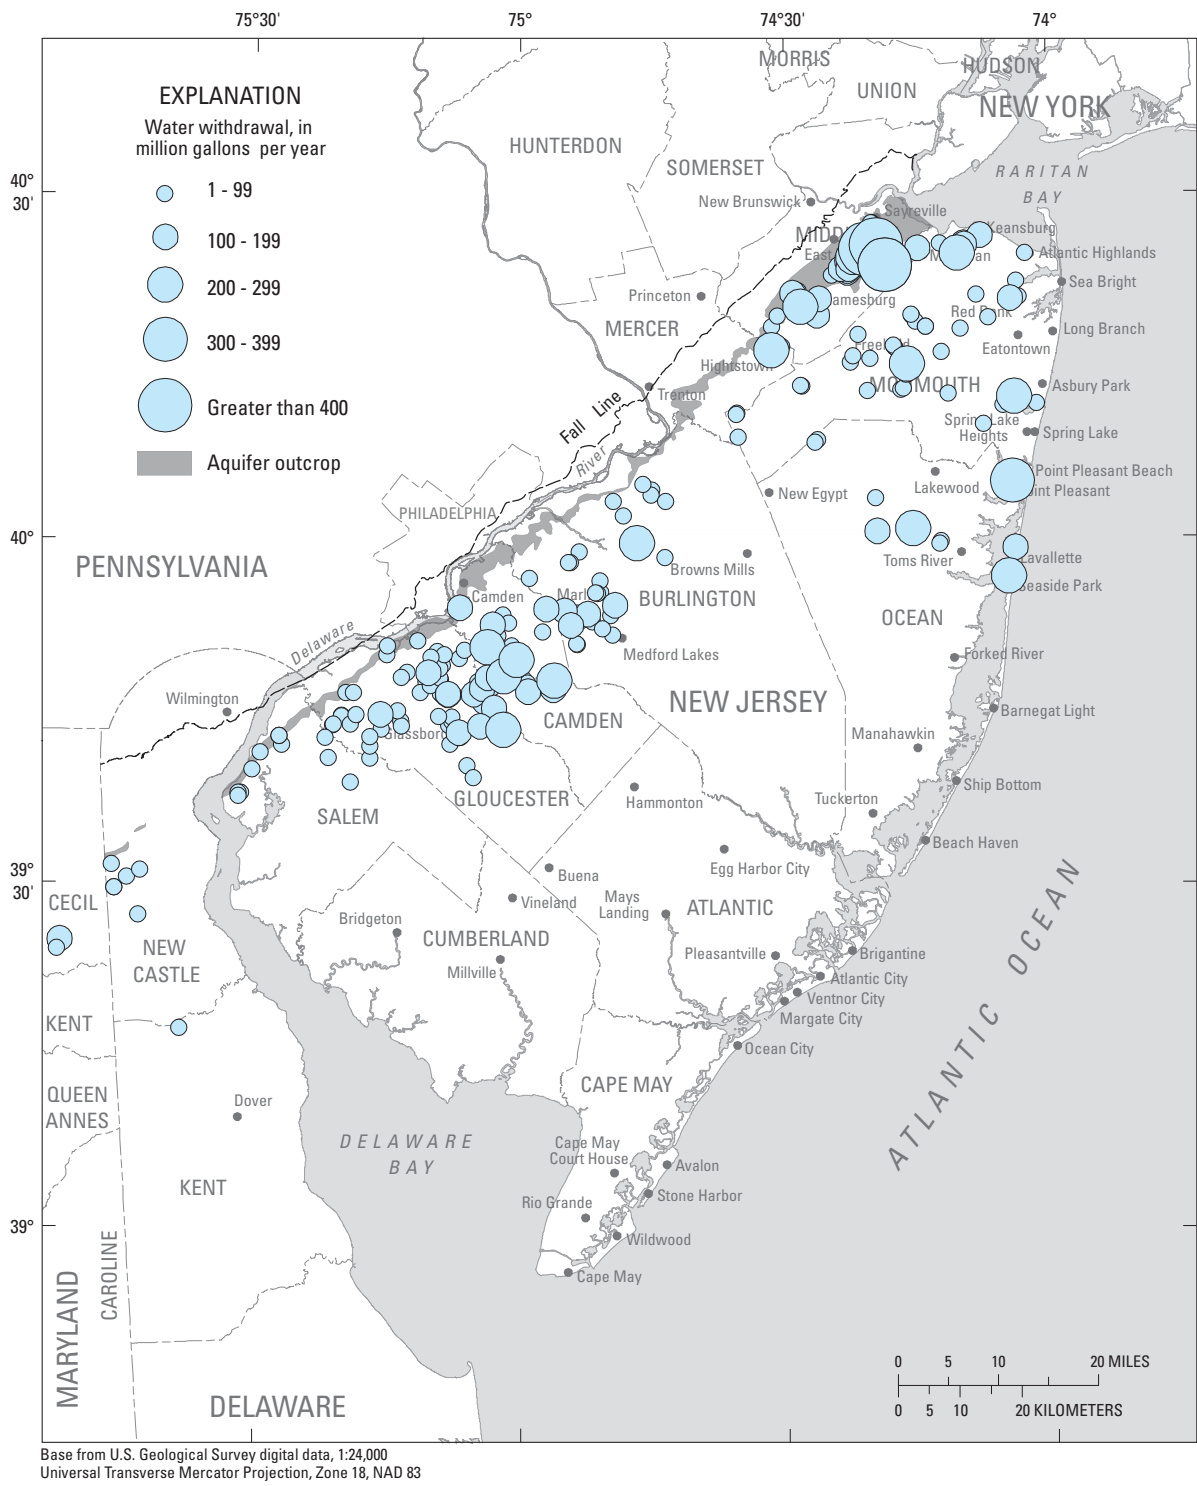 75°30'
75°
74°30'
74°
EXPLANATION
Water withdrawal, in
million gallons per year
1 - 99
100 - 199
200 - 299
300 - 399
Greater than 400
Aquifer outcrop
MORRIS
HUDSON
UNION
NEW YORK
HUNTERDON
SOMERSET
RARITAN
BAY
40°
30'
New Brunswick
Sayreville
Keansburg
Atlantic Highlands
Sea Bright
Princeton
Red Bank
MERCER
Long Branch
Eatontown
Hightstown
Freehold
MONMOUTH
Asbury Park
Trenton
Fall Line
Spring Lake
Heights
Spring Lake
River
Point Pleasant Beach
Lakewood
New Egypt
PHILADELPHIA
40°
PENNSYLVANIA
Browns Mills
Toms River
Lavallette
Seaside Park
Camden
BURLINGTON
OCEAN
Delaware
Medford Lakes
Forked River
Wilmington
NEW JERSEY
Barnegat Light
CAMDEN
Manahawkin
GLOUCESTER
Hammonton
Tuckerton
Ship Bottom
SALEM
Beach Haven
Egg Harbor City
39°
30'
Buena
CECIL
Vineland
Mays
Landing
ATLANTIC
Bridgeton
CUMBERLAND
NEW
CASTLE
Millville
Pleasantville
Brigantine
Atlantic City
Ventnor City
Margate City
KENT
Ocean City
ATLANTIC OCEAN
QUEEN
ANNES
Dover
CAPE MAY
DELAWARE
BAY
Cape May
Court House
Avalon
KENT
Stone Harbor
Rio Grande
39°
Wildwood
CAROLINE
Cape May
MARYLAND
0 5 10 20 MILES
0 5 10 20 KILOMETERS
DELAWARE
Base from U.S. Geological Survey digital data, 1:24,000
Universal Transverse Mercator Projection, Zone 18, NAD 83